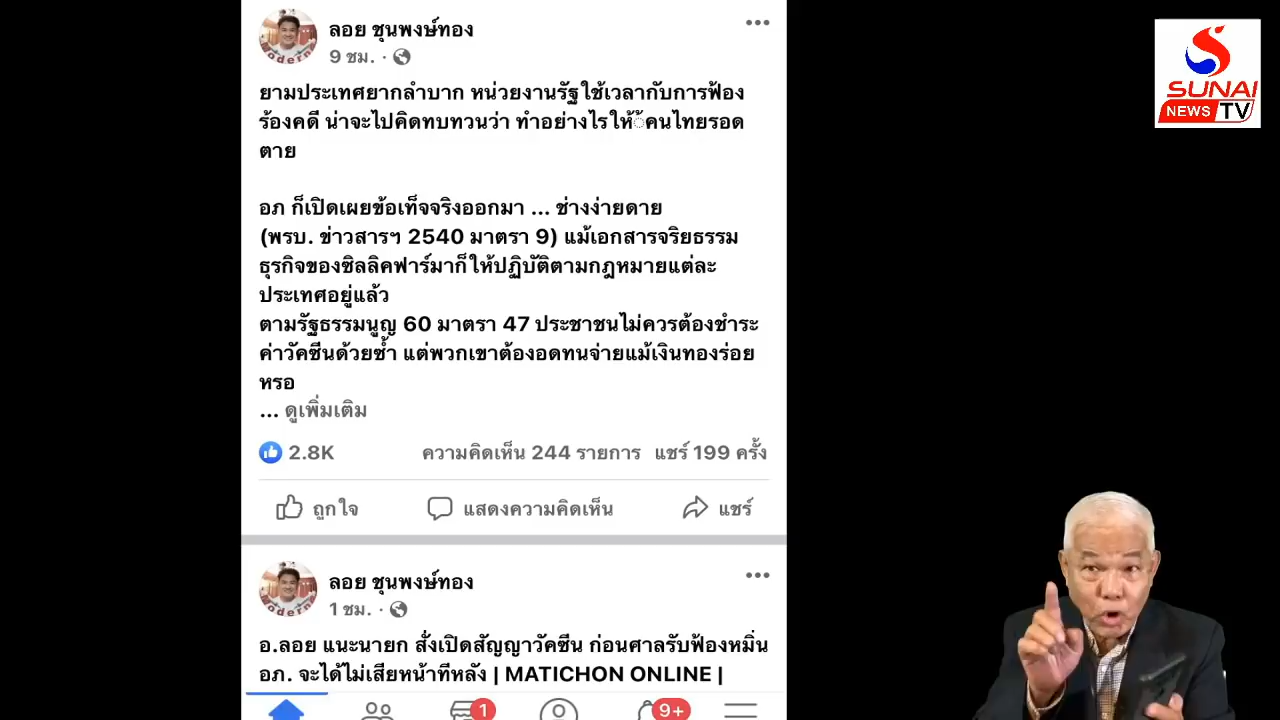 ลอย ชุนพงษ์ทอง
9 ชม. ·
ยามประเทศยากลำบาก หน่วยงานรัฐใช้เวลากับการฟ้อง
ร้องคดี น่าจะไปคิดทบทวนว่า ทำอย่างไรให้้คนไทยรอด
ตาย
อภ ก็เปิดเผยข้อเท็จจริงออกมา ... ช่างง่ายดาย
(พรบ. ข่าวสารฯ 2540 มาตรา 9) แม้เอกสารจริยธรรม
ธุรกิจของซิลลิคฟาร์มาก็ให้ปฏิบัติตามกฎหมายแต่ละ
ประเทศอยู่แล้ว
ตามรัฐธรรมนูญ 60 มาตรา 47 ประชาชนไม่ควรต้องชำระ
ค่าวัคซีนด้วยซ้ำ แต่พวกเขาต้องอดทนจ่ายแม้เงินทองร่อย
หรอ
... ดูเพิ่มเติม
2.8K ความคิดเห็น 244 รายการ แชร์ 199 ครั้ง
ถูกใจ แสดงความคิดเห็น แชร์
ลอย ชุนพงษ์ทอง
1 ชม. ·
อ.ลอย แนะนายก สั่งเปิดสัญญาวัคซีน ก่อนศาลรับฟ้องหมิ่น
อภ. จะได้ไม่เสียหน้าทีหลัง | MATICHON ONLINE |
1 9+
SUNAI
NEWS TV